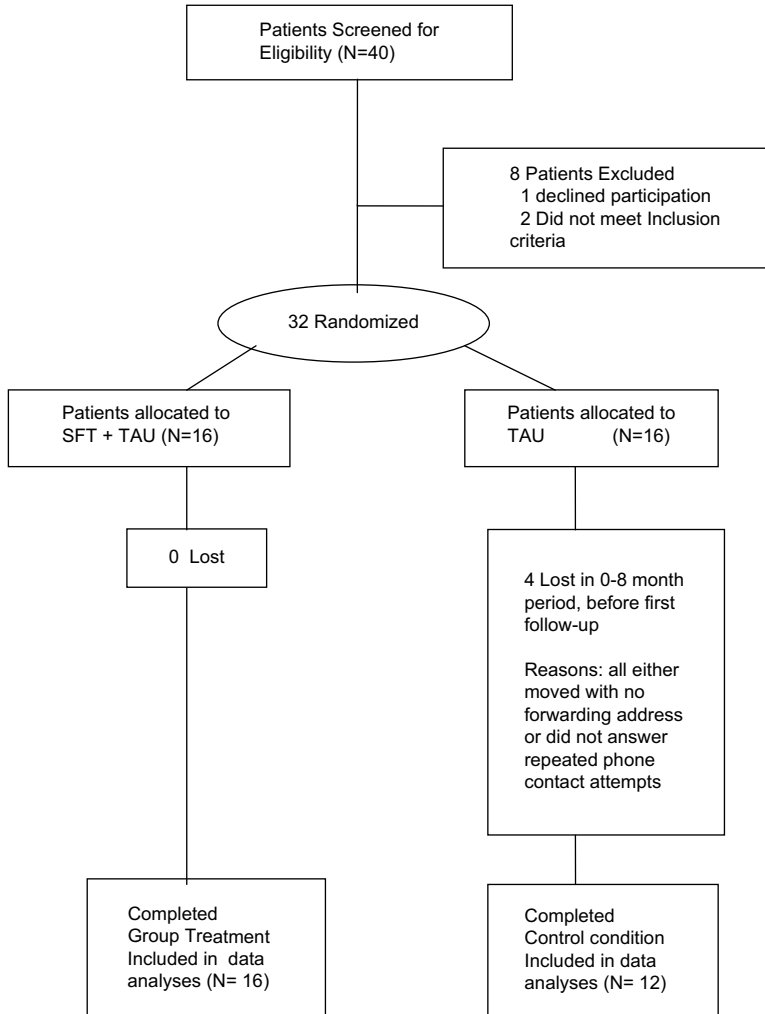 Patients Screened for
Eligibility (N=40)
8 Patients Excluded
1 declined participation
2 Did not meet Inclusion
criteria
32 Randomized
Patients allocated to
SFT + TAU (N=16)
Patients allocated to
TAU (N=16)
0 Lost
4 Lost in 0-8 month
period, before first
follow-up
Reasons: all either
moved with no
forwarding address
or did not answer
repeated phone
contact attempts
Completed
Group Treatment
Included in data
analyses (N= 16)
Completed
Control condition
Included in data
analyses (N= 12)